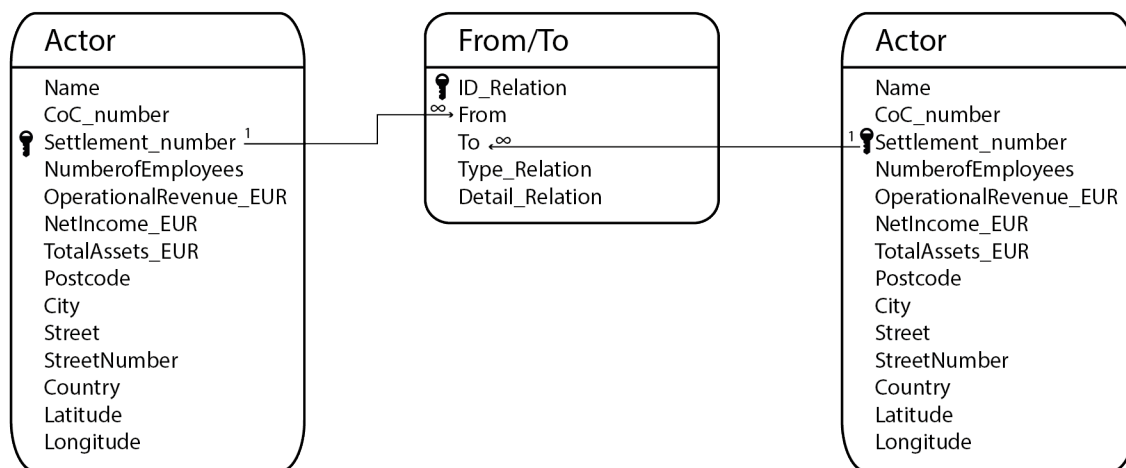 Actor
Name
CoC_number
Settlement_number 1
NumberofEmployees
OperationalRevenue_EUR
NetIncome_EUR
TotalAssets_EUR
Postcode
City
Street
StreetNumber
Country
Latitude
Longitude
From/To
ID_Relation
∞ From
To ∞
Type_Relation
Detail_Relation
Actor
Name
CoC_number
1 Settlement_number
NumberofEmployees
OperationalRevenue_EUR
NetIncome_EUR
TotalAssets_EUR
Postcode
City
Street
StreetNumber
Country
Latitude
Longitude